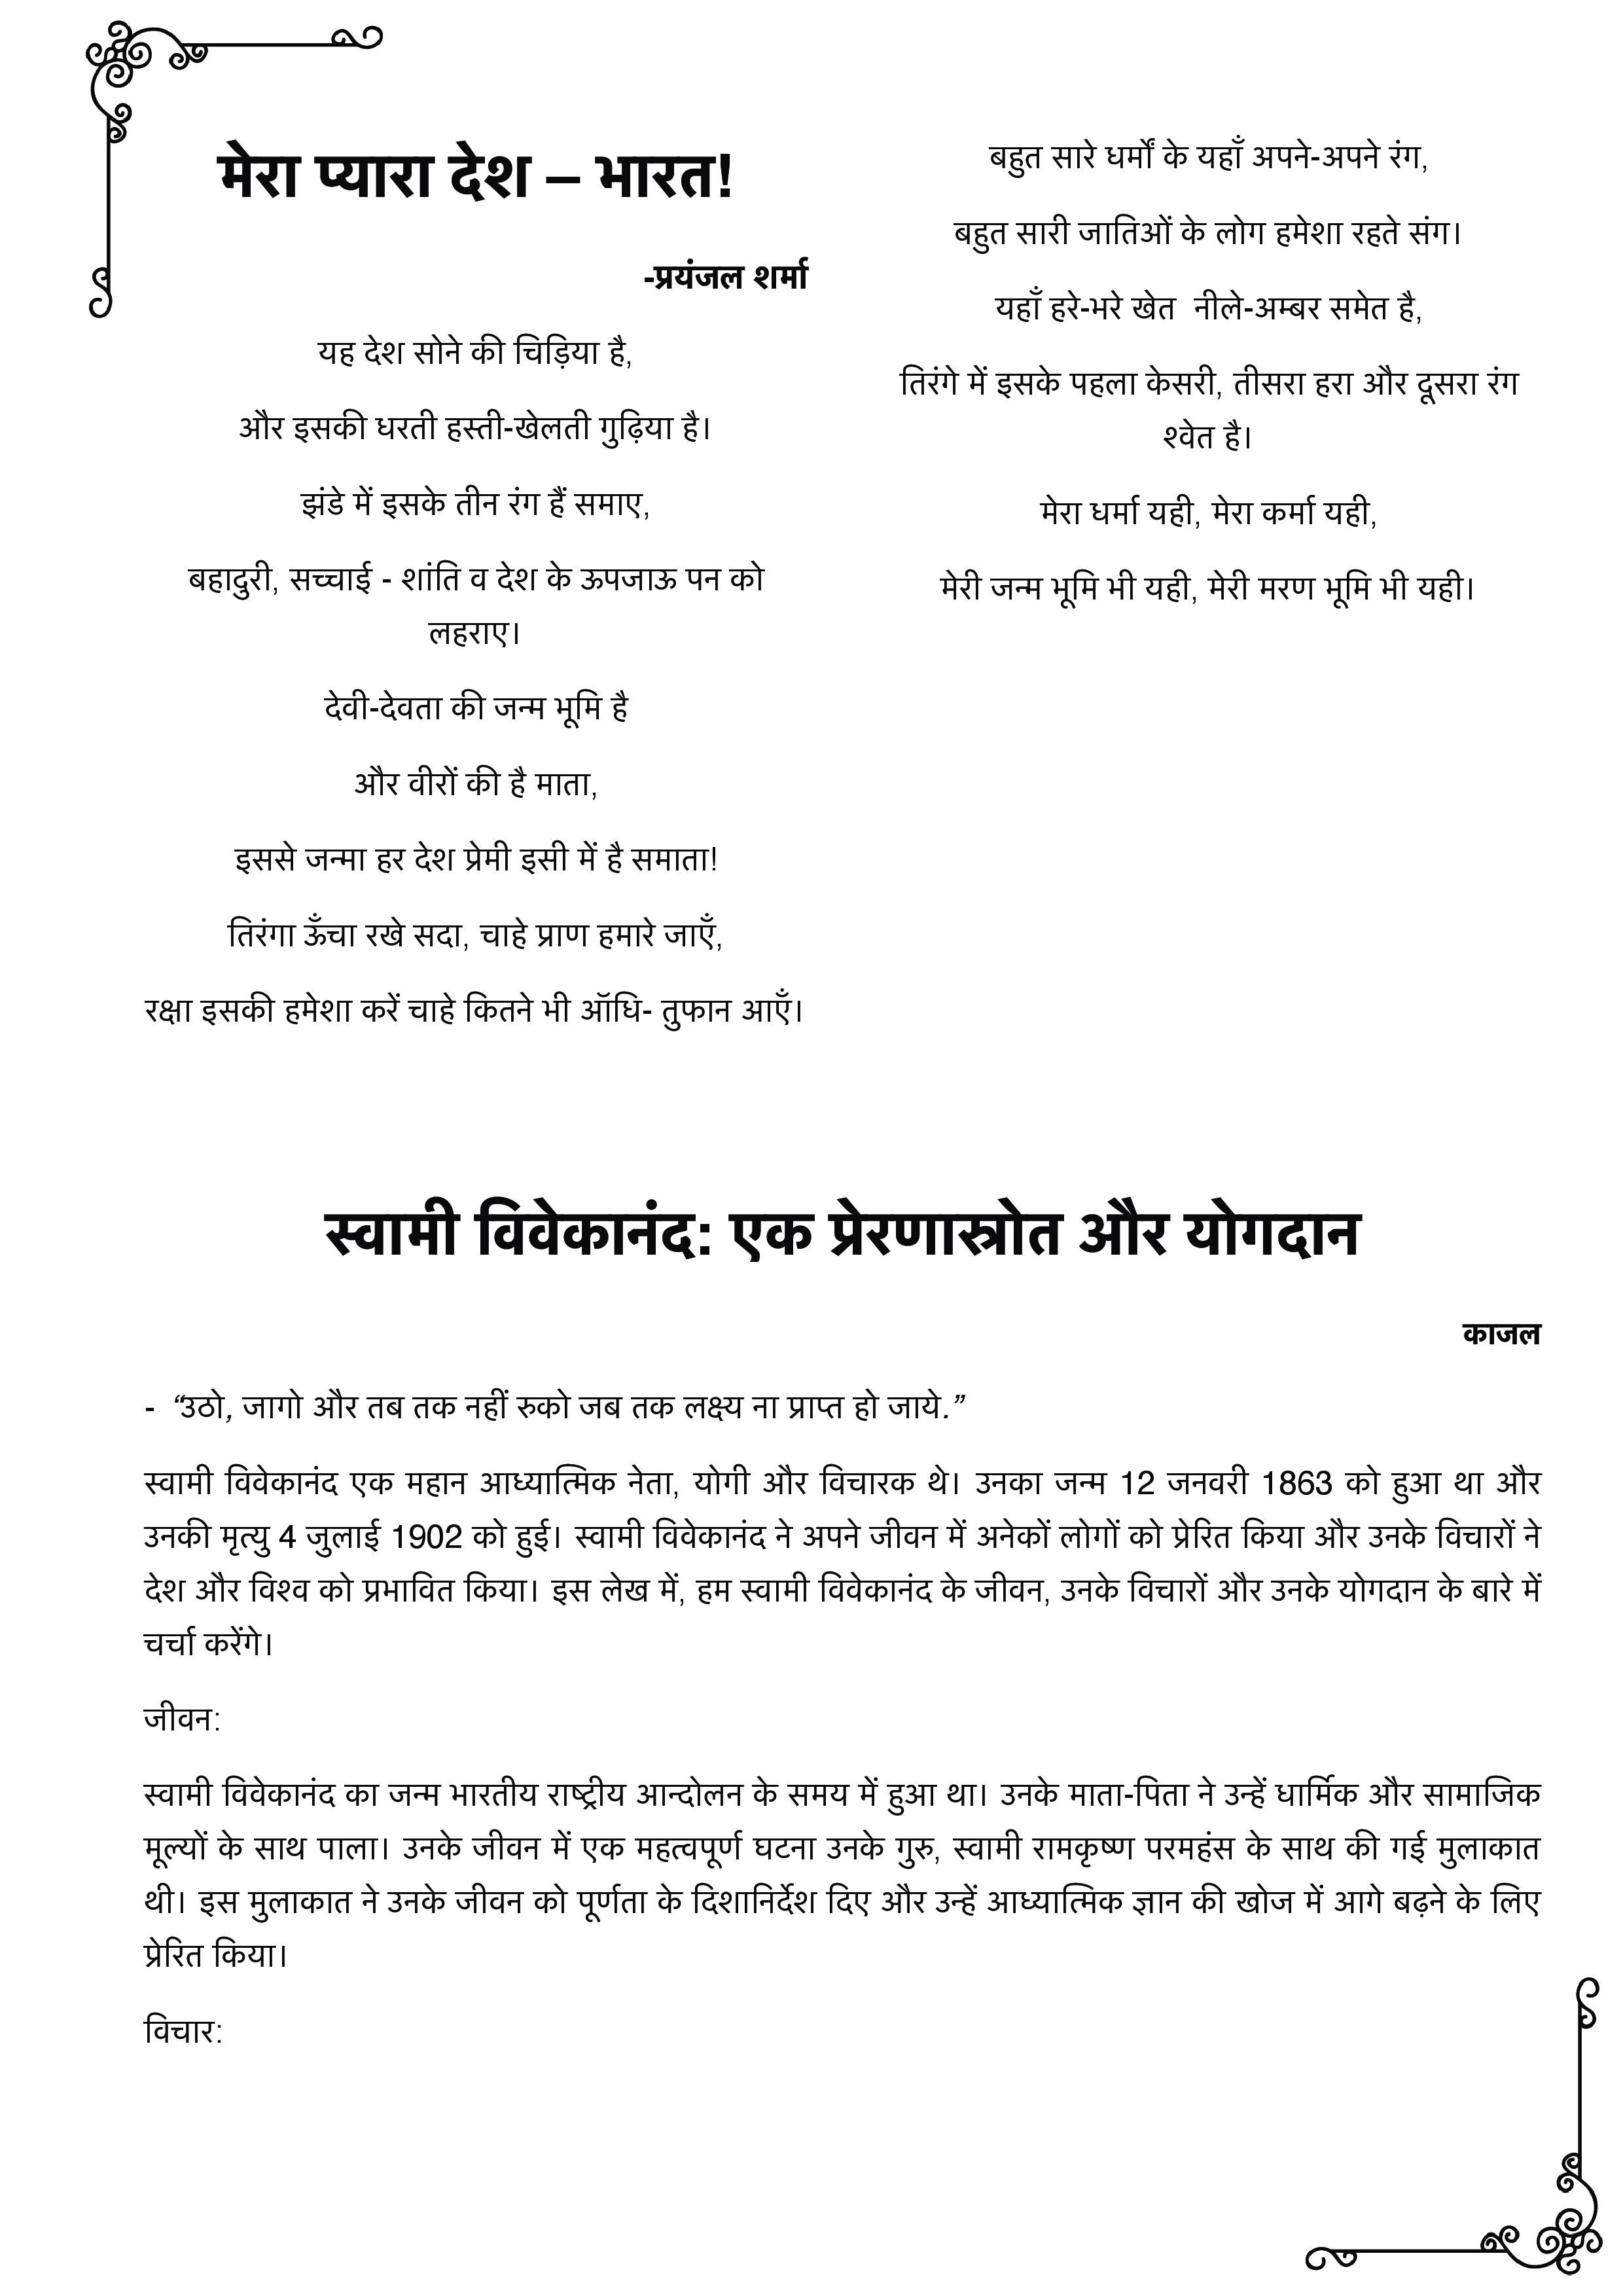 मेरा प्यारा देश – भारत!
-प्रयंजल शर्मा
यह देश सोने की चिड़िया है,
और इसकी धरती हस्ती-खेलती गुढ़िया है।
झंडे में इसके तीन रंग हैं समाए,
बहादुरी, सच्चाई - शांति व देश के ऊपजाऊ पन को
लहराए।
देवी-देवता की जन्म भूमि है
और वीरों की है माता,
इससे जन्मा हर देश प्रेमी इसी में है समाता!
तिरंगा ऊँचा रखे सदा, चाहे प्राण हमारे जाएँ,
रक्षा इसकी हमेशा करें चाहे कितने भी ऑधि- तुफान आएँ।
बहुत सारे धर्मों के यहाँ अपने-अपने रंग,
बहुत सारी जातिओं के लोग हमेशा रहते संग।
यहाँ हरे-भरे खेत  नीले-अम्बर समेत है,
तिरंगे में इसके पहला केसरी, तीसरा हरा और दूसरा रंग
श्वेत है।
मेरा धर्मा यही, मेरा कर्मा यही,
मेरी जन्म भूमि भी यही, मेरी मरण भूमि भी यही।
स्वामी विवेकानंद: एक प्रेरणास्रोत और योगदान
काजल
- “उठो, जागो और तब तक नहीं रुको जब तक लक्ष्य ना प्राप्त हो जाये.”
स्वामी विवेकानंद एक महान आध्यात्मिक नेता, योगी और विचारक थे। उनका जन्म 12 जनवरी 1863 को हुआ था और
उनकी मृत्यु 4 जुलाई 1902 को हुई। स्वामी विवेकानंद ने अपने जीवन में अनेकों लोगों को प्रेरित किया और उनके विचारों ने
देश और विश्व को प्रभावित किया। इस लेख में, हम स्वामी विवेकानंद के जीवन, उनके विचारों और उनके योगदान के बारे में
चर्चा करेंगे।
जीवन:
स्वामी विवेकानंद का जन्म भारतीय राष्ट्रीय आन्दोलन के समय में हुआ था। उनके माता-पिता ने उन्हें धार्मिक और सामाजिक
मूल्यों के साथ पाला। उनके जीवन में एक महत्वपूर्ण घटना उनके गुरु, स्वामी रामकृष्ण परमहंस के साथ की गई मुलाकात
थी। इस मुलाकात ने उनके जीवन को पूर्णता के दिशानिर्देश दिए और उन्हें आध्यात्मिक ज्ञान की खोज में आगे बढ़ने के लिए
प्रेरित किया।
विचार: